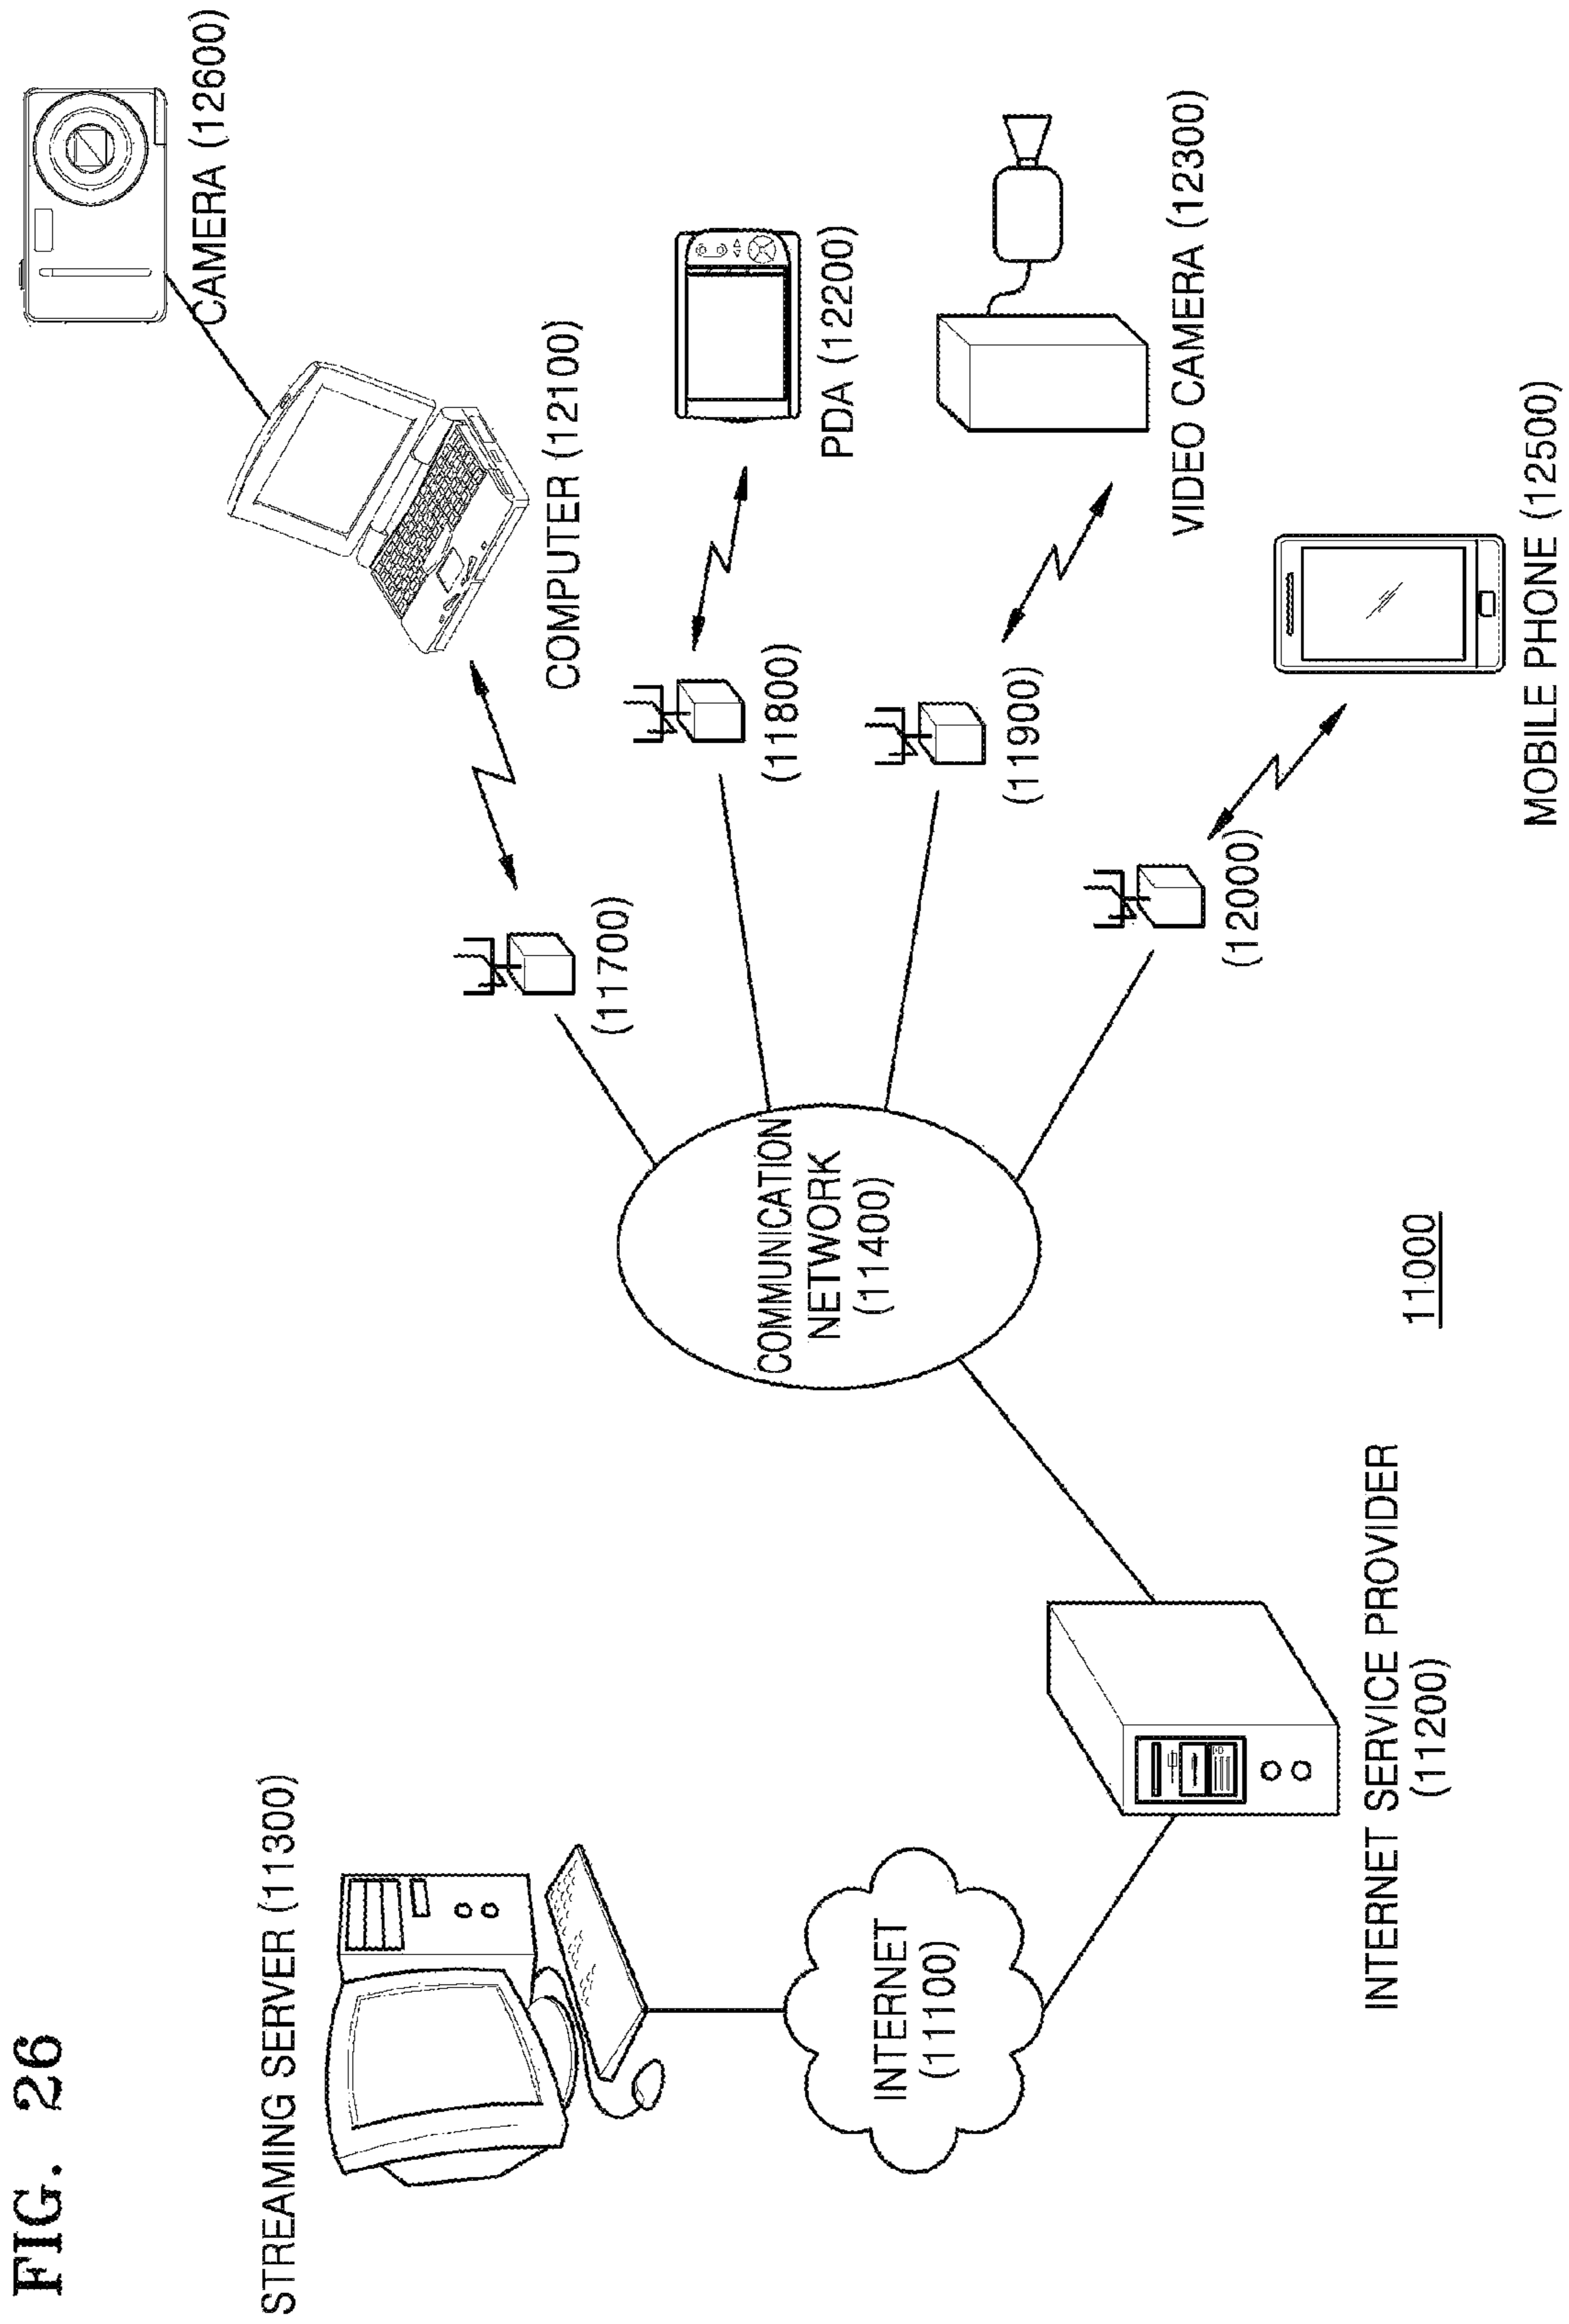 FIG. 26
STREAMING SERVER (11300)
INTERNET
(11100)
INTERNET SERVICE PROVIDER
(11200)
COMMUNICATION
NETWORK
(11400)
11000
(11700)
(11800)
(11900)
(12000)
CAMERA (12600)
COMPUTER (12100)
PDA (12200)
VIDEO CAMERA (12300)
MOBILE PHONE (12500)